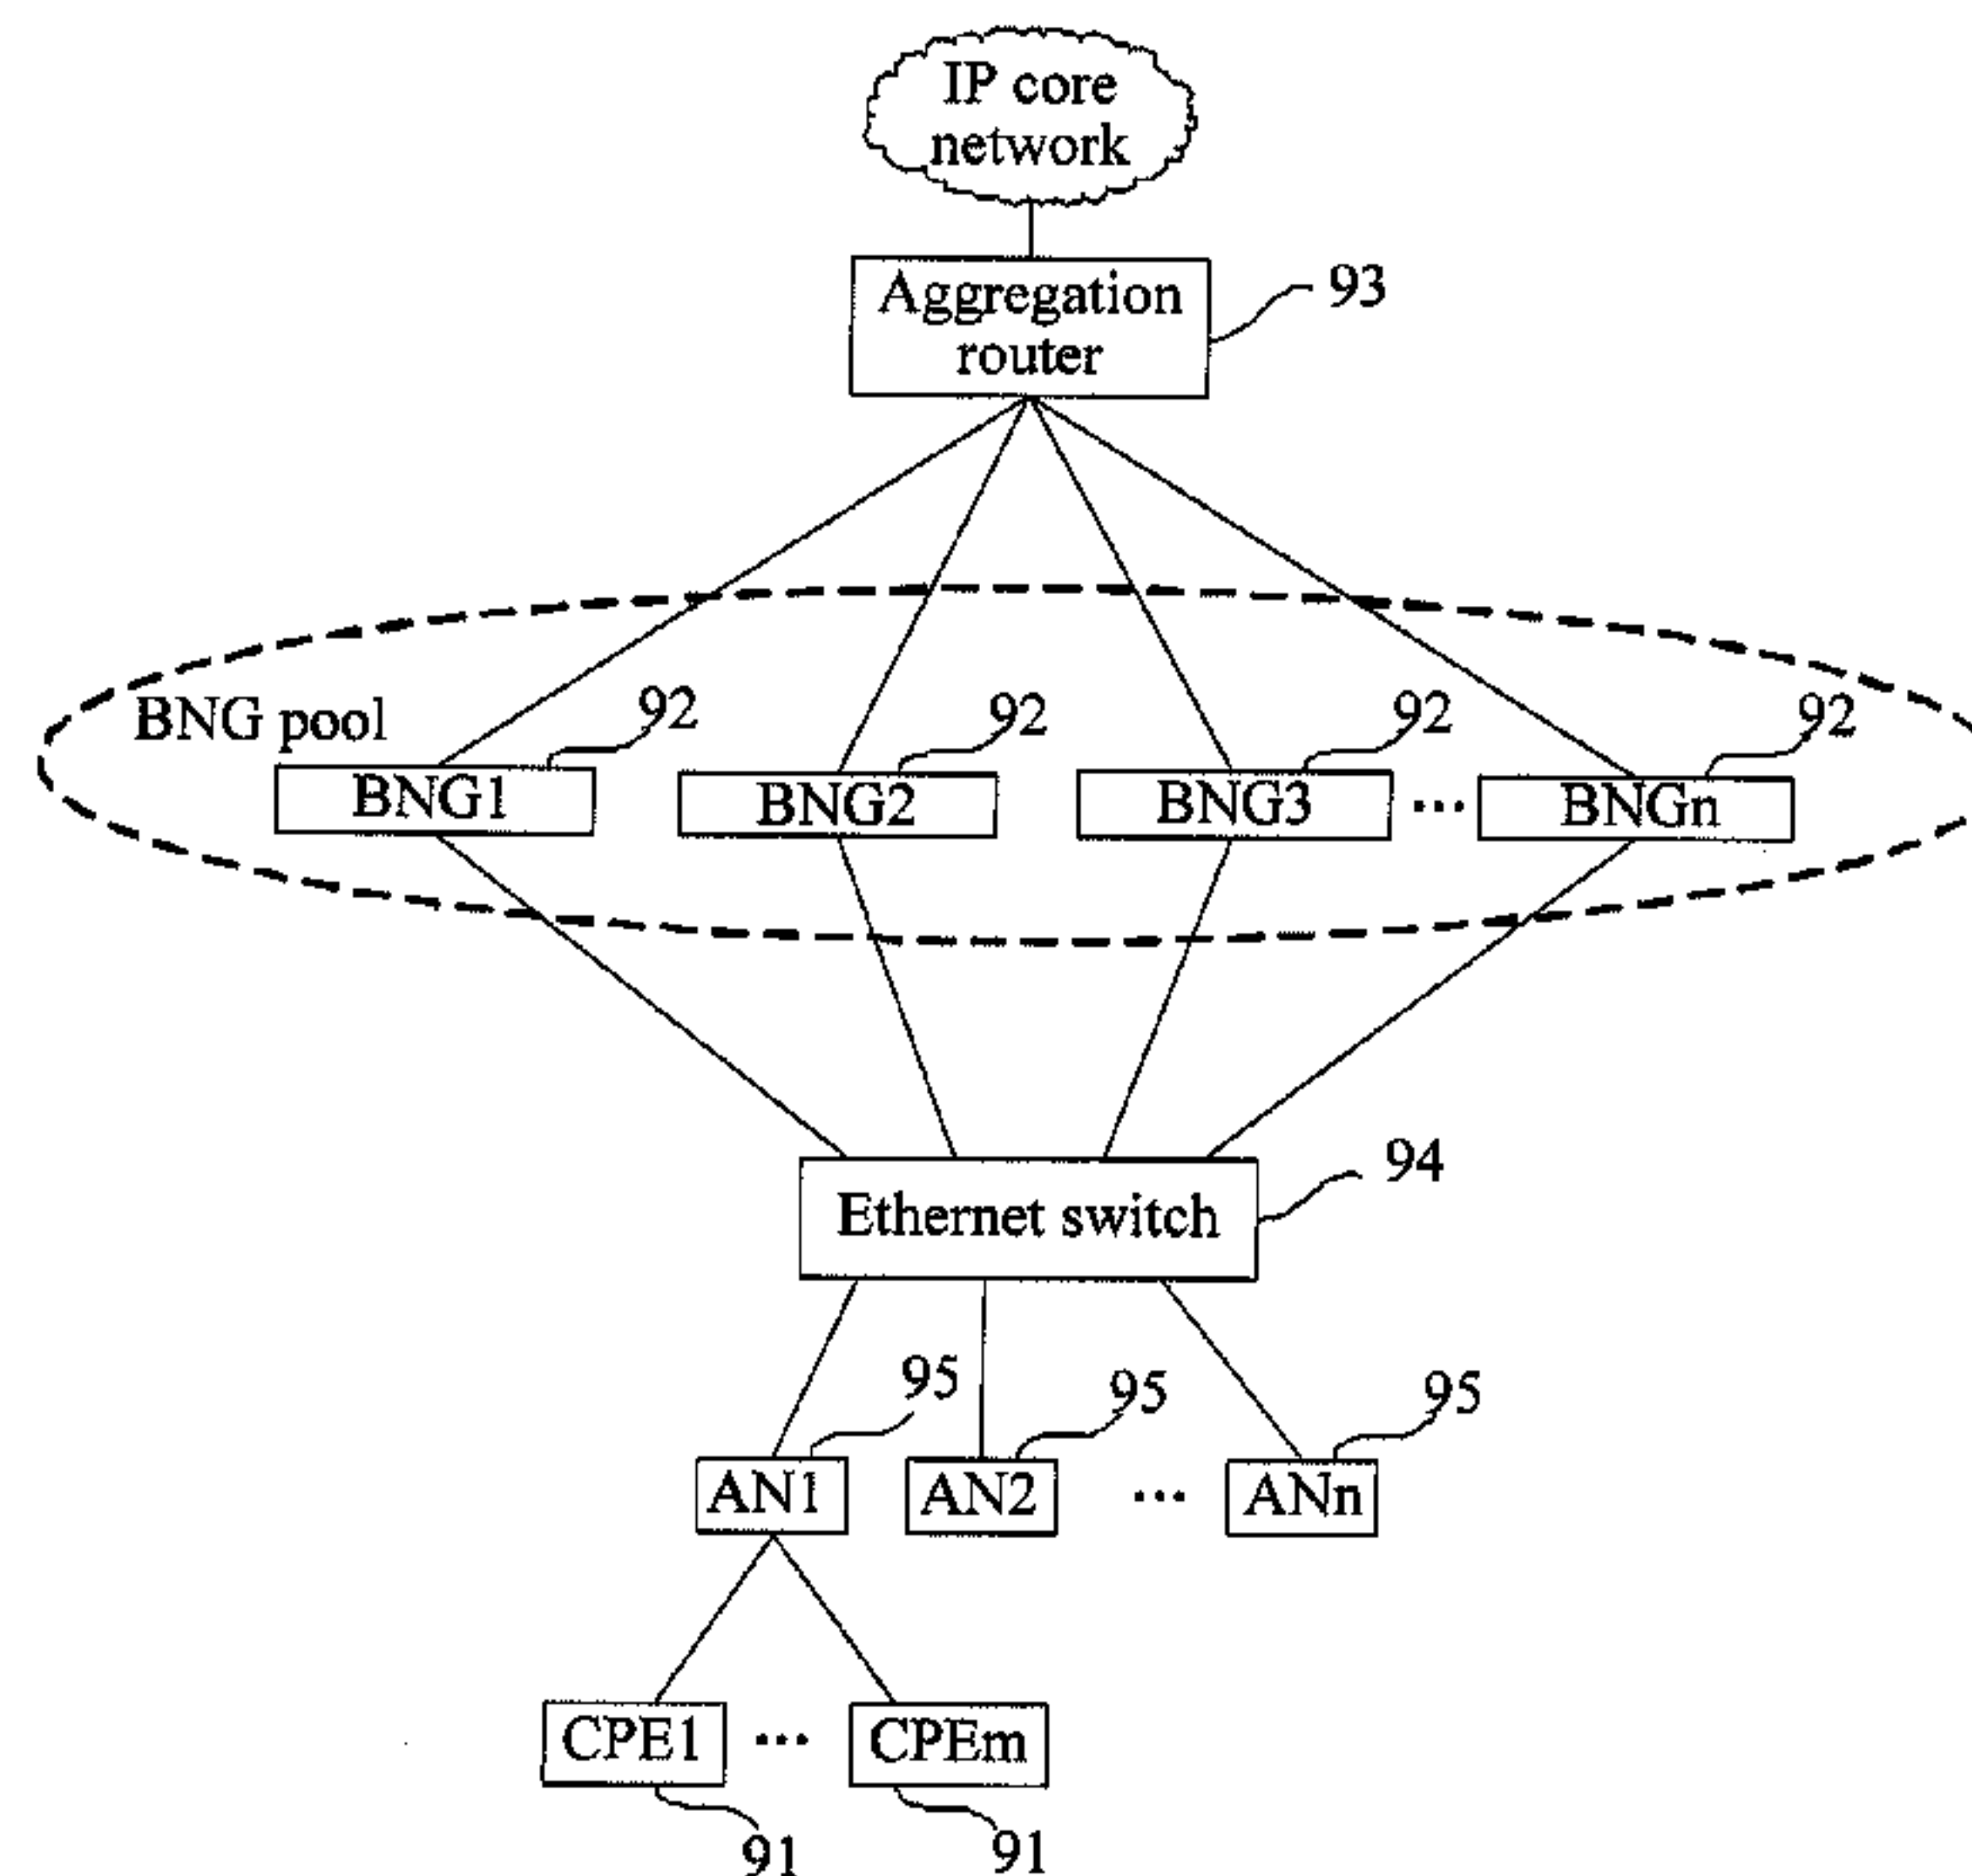 IP core
network
Aggregation
router
93
BNG pool
92
92
92
92
BNG1
BNG2
BNG3
...
BNGn
Ethernet switch
94
95
95
95
AN1
AN2
...
ANn
CPE1
...
CPEm
91
91